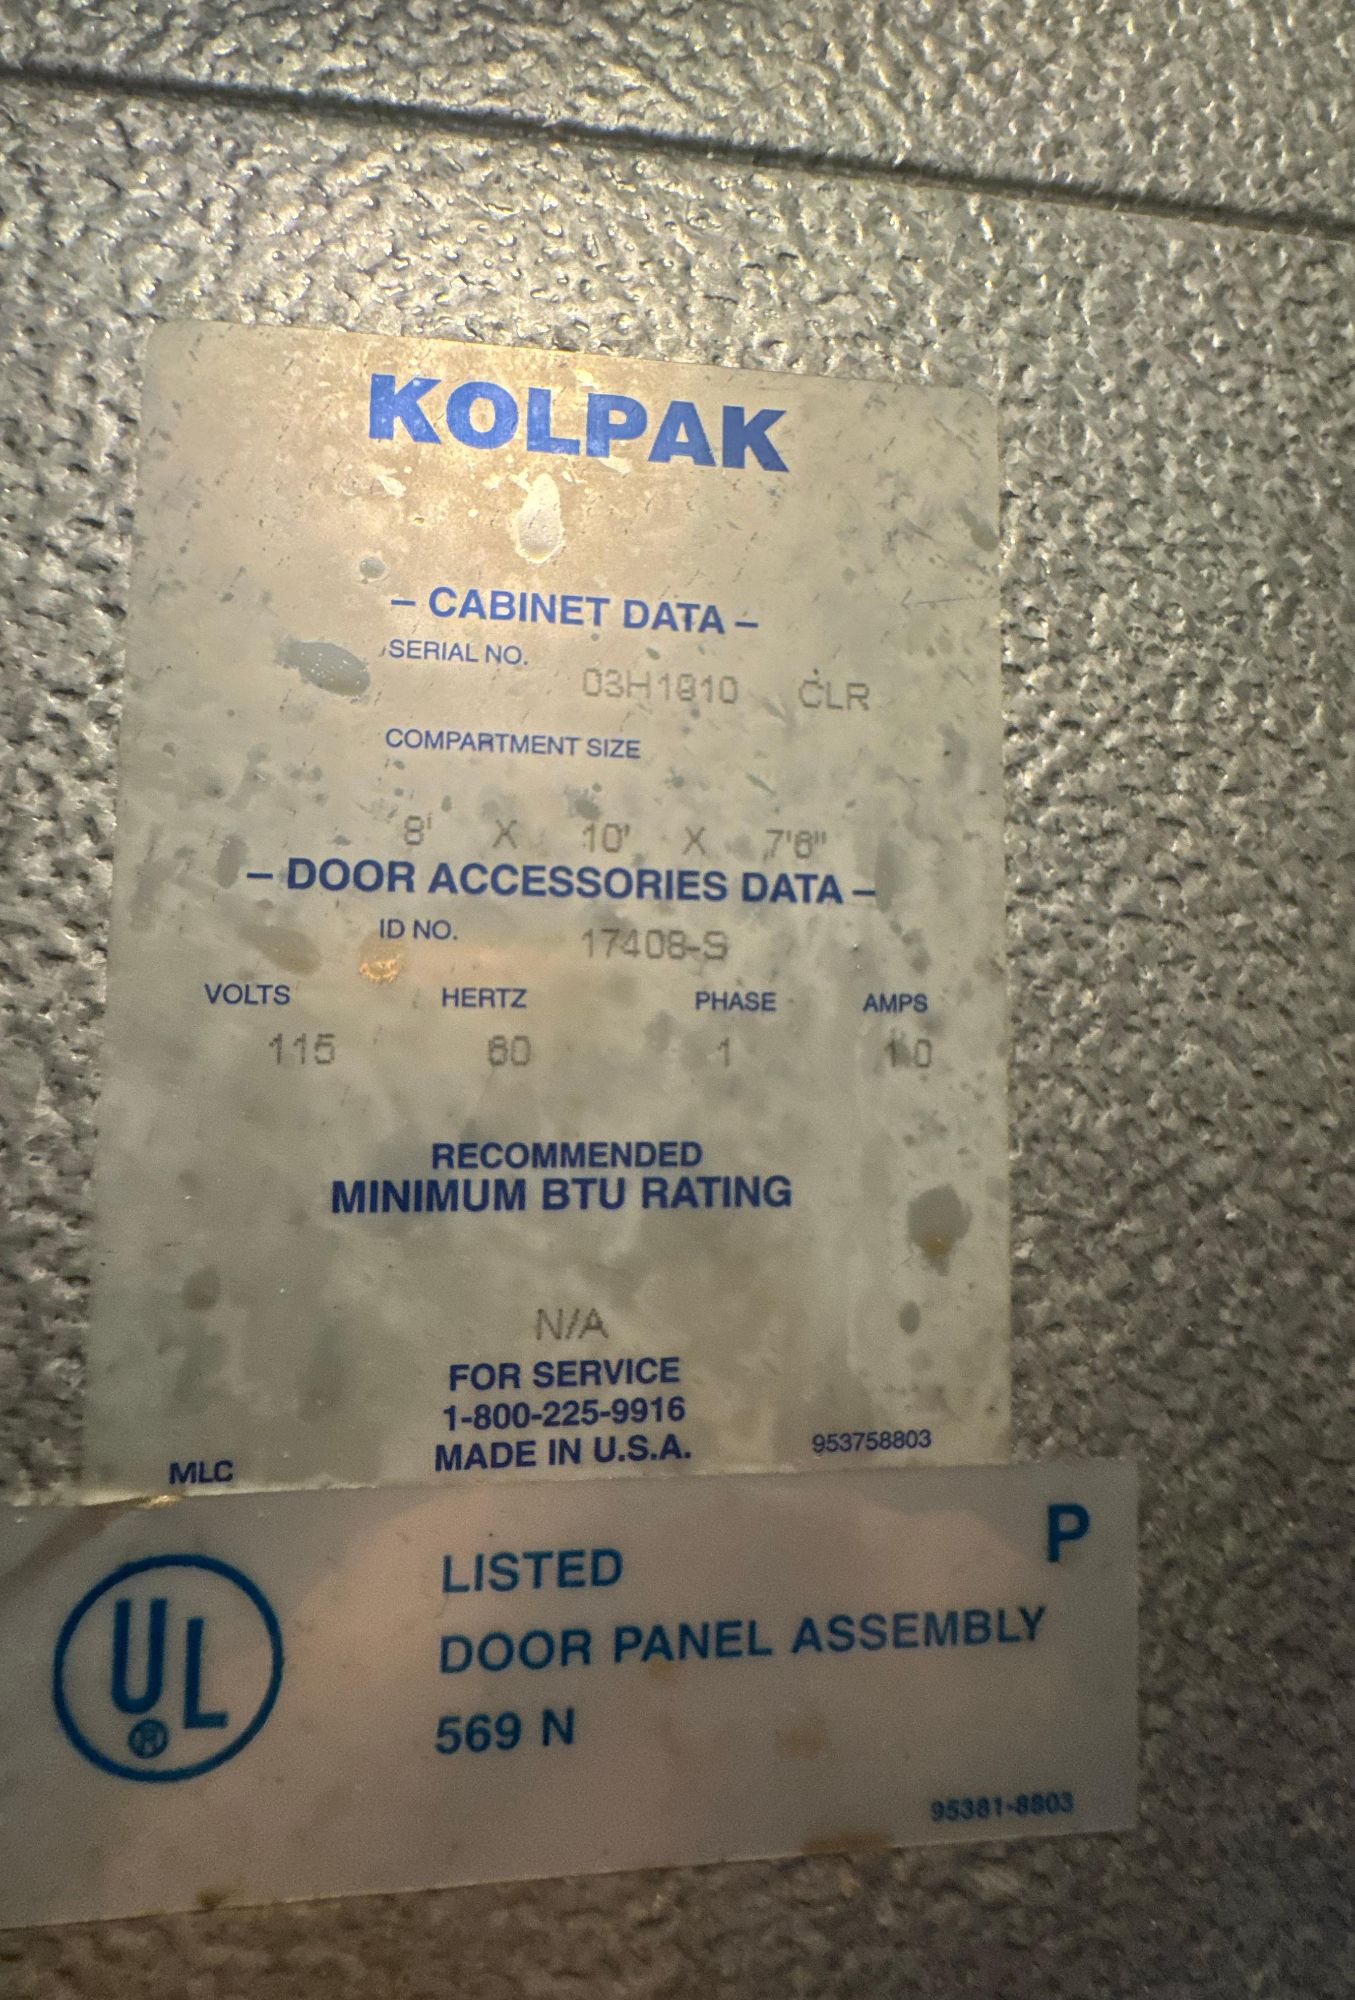 KOLPAK
– CABINET DATA –
SERIAL NO.
03H1810 CLR
COMPARTMENT SIZE
8' X 10' X 7'6"
– DOOR ACCESSORIES DATA –
ID NO. 17408-S
VOLTS HERTZ PHASE AMPS
115 60 1
RECOMMENDED
MINIMUM BTU RATING
N/A
FOR SERVICE
1-800-225-9916
MADE IN U.S.A.
953758803
MLC
P
LISTED
DOOR PANEL ASSEMBLY
569 N
UL
®
95381-8803